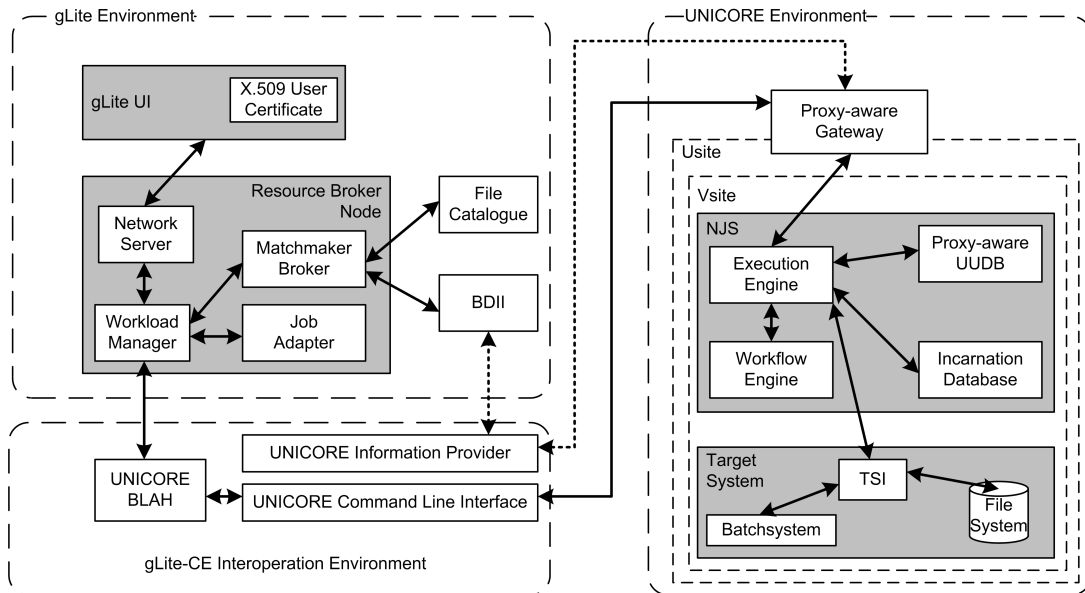 gLite Environment
gLite UI
X.509 User
Certificate
Resource Broker
Node
Network
Server
Matchmaker
Broker
Workload
Manager
Job
Adapter
File
Catalogue
BDII
UNICORE Information Provider
UNICORE
BLAH
UNICORE Command Line Interface
gLite-CE Interoperation Environment
UNICORE Environment
Proxy-aware
Gateway
Usite
Vsite
NJS
Execution
Engine
Proxy-aware
UUDB
Workflow
Engine
Incarnation
Database
Target
System
TSI
Batchsystem
File
System